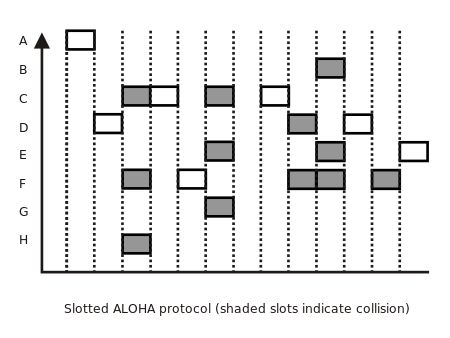 A
B
C
D
E
F
G
H
Slotted ALOHA protocol (shaded slots indicate collision)